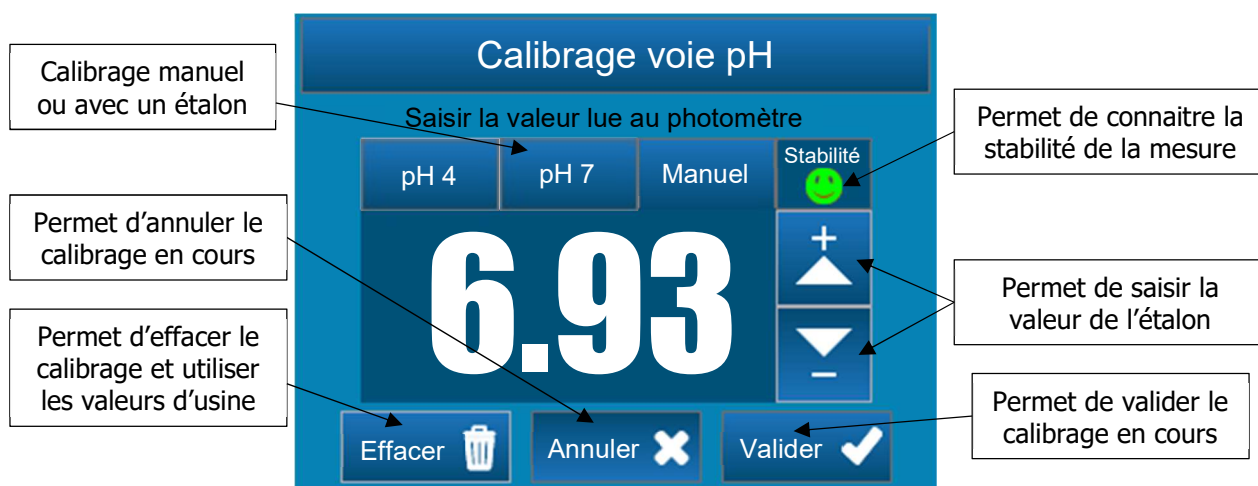 Calibrage voie pH
Calibrage manuel
ou avec un étalon
Saisir la valeur lue au photomètre
Permet de connaitre la
stabilité de la mesure
pH 4
pH 7
Manuel
Stabilité
Permet d’annuler le
calibrage en cours
+
6.93
–
Permet de saisir la
valeur de l’étalon
Permet d’effacer le
calibrage et utiliser
les valeurs d’usine
Permet de valider le
calibrage en cours
Effacer
Annuler
Valider